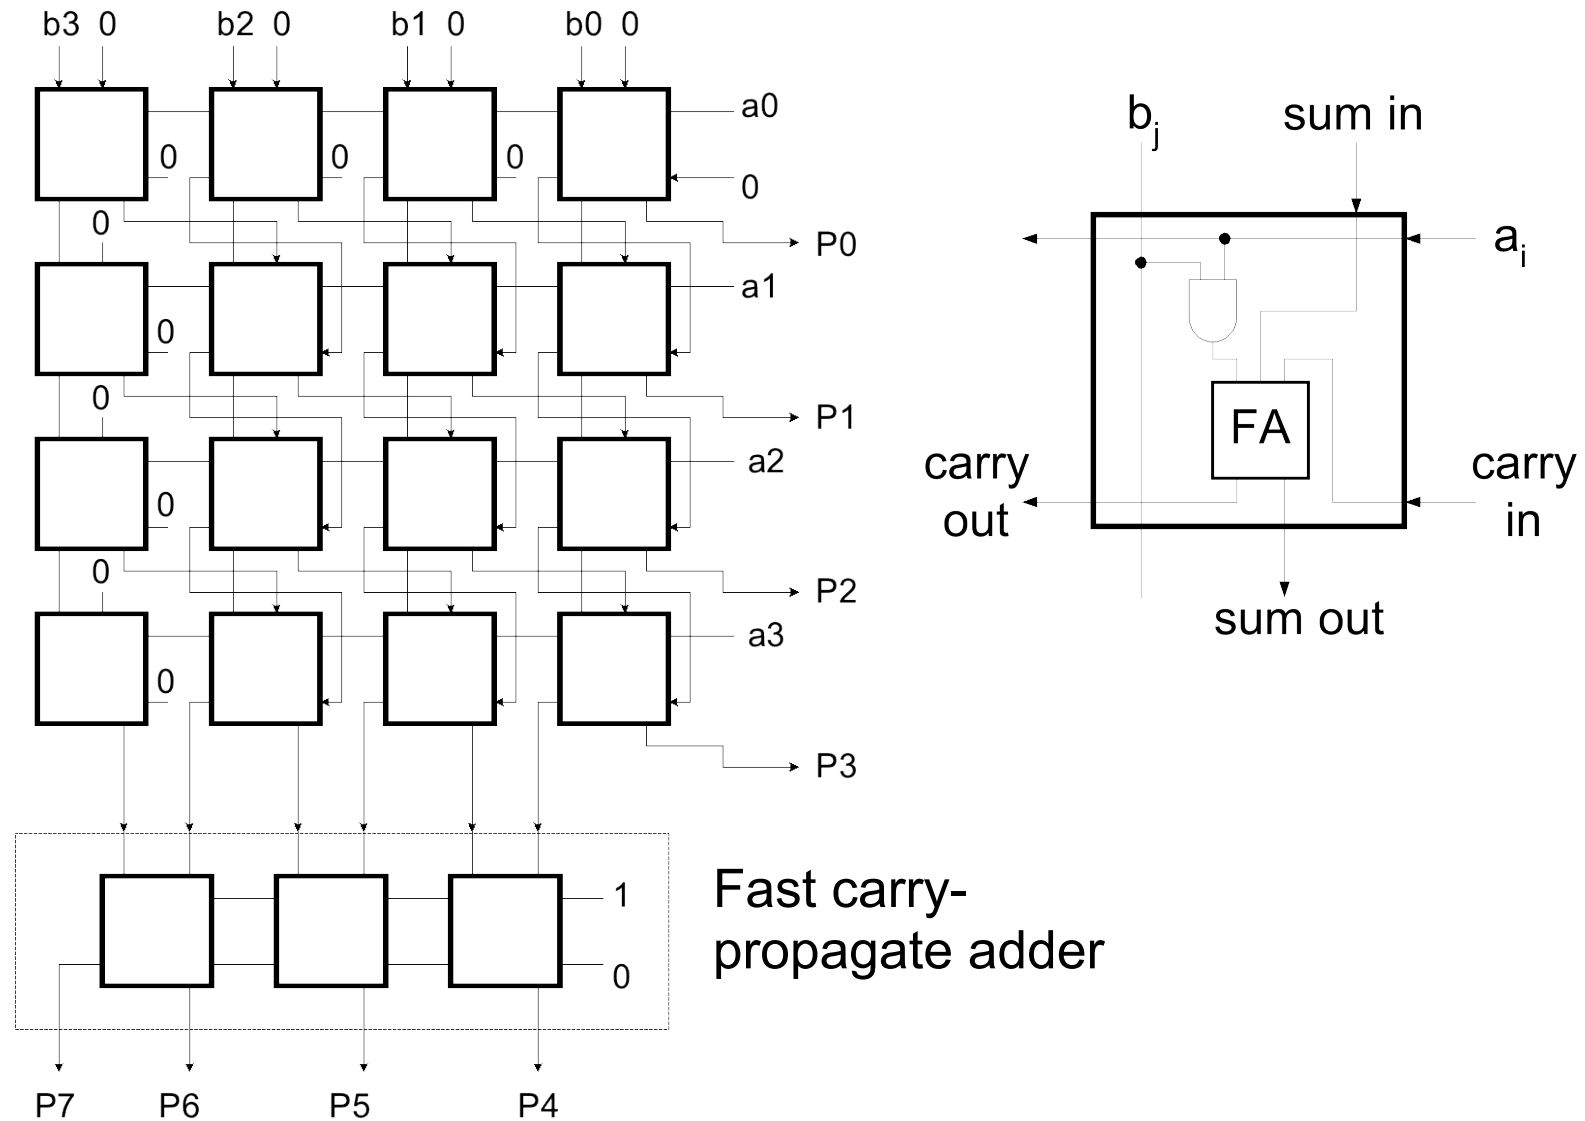 b3 0 b2 0 b1 0 b0 0
a0
0 0 0
0
0
P0
a1
0
0
P1
a2
0
0
P2
a3
0
P3
1
0
Fast carry-
propagate adder
P7 P6 P5 P4
bj
sum in
ai
FA
carry
out
carry
in
sum out